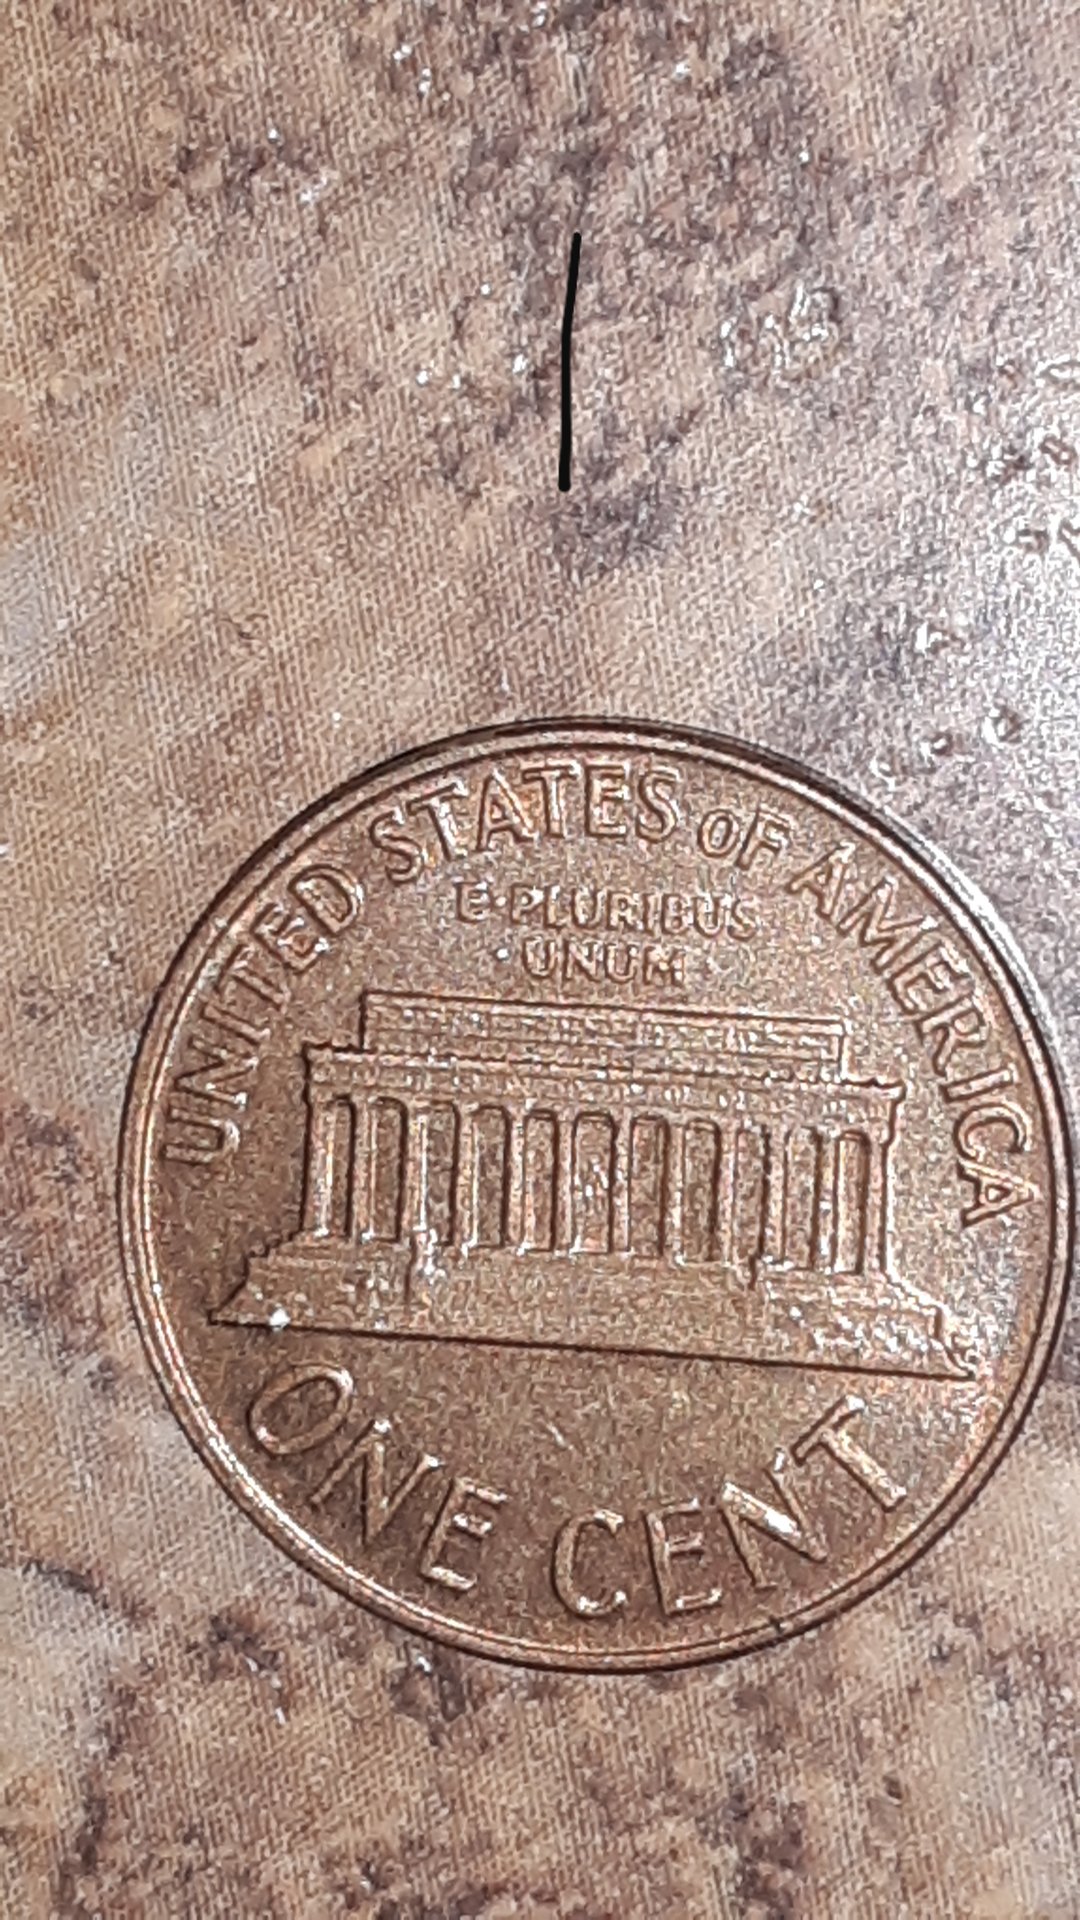 UNITED STATES OF AMERICA
E·PLURIBUS
·UNUM·
ONE CENT